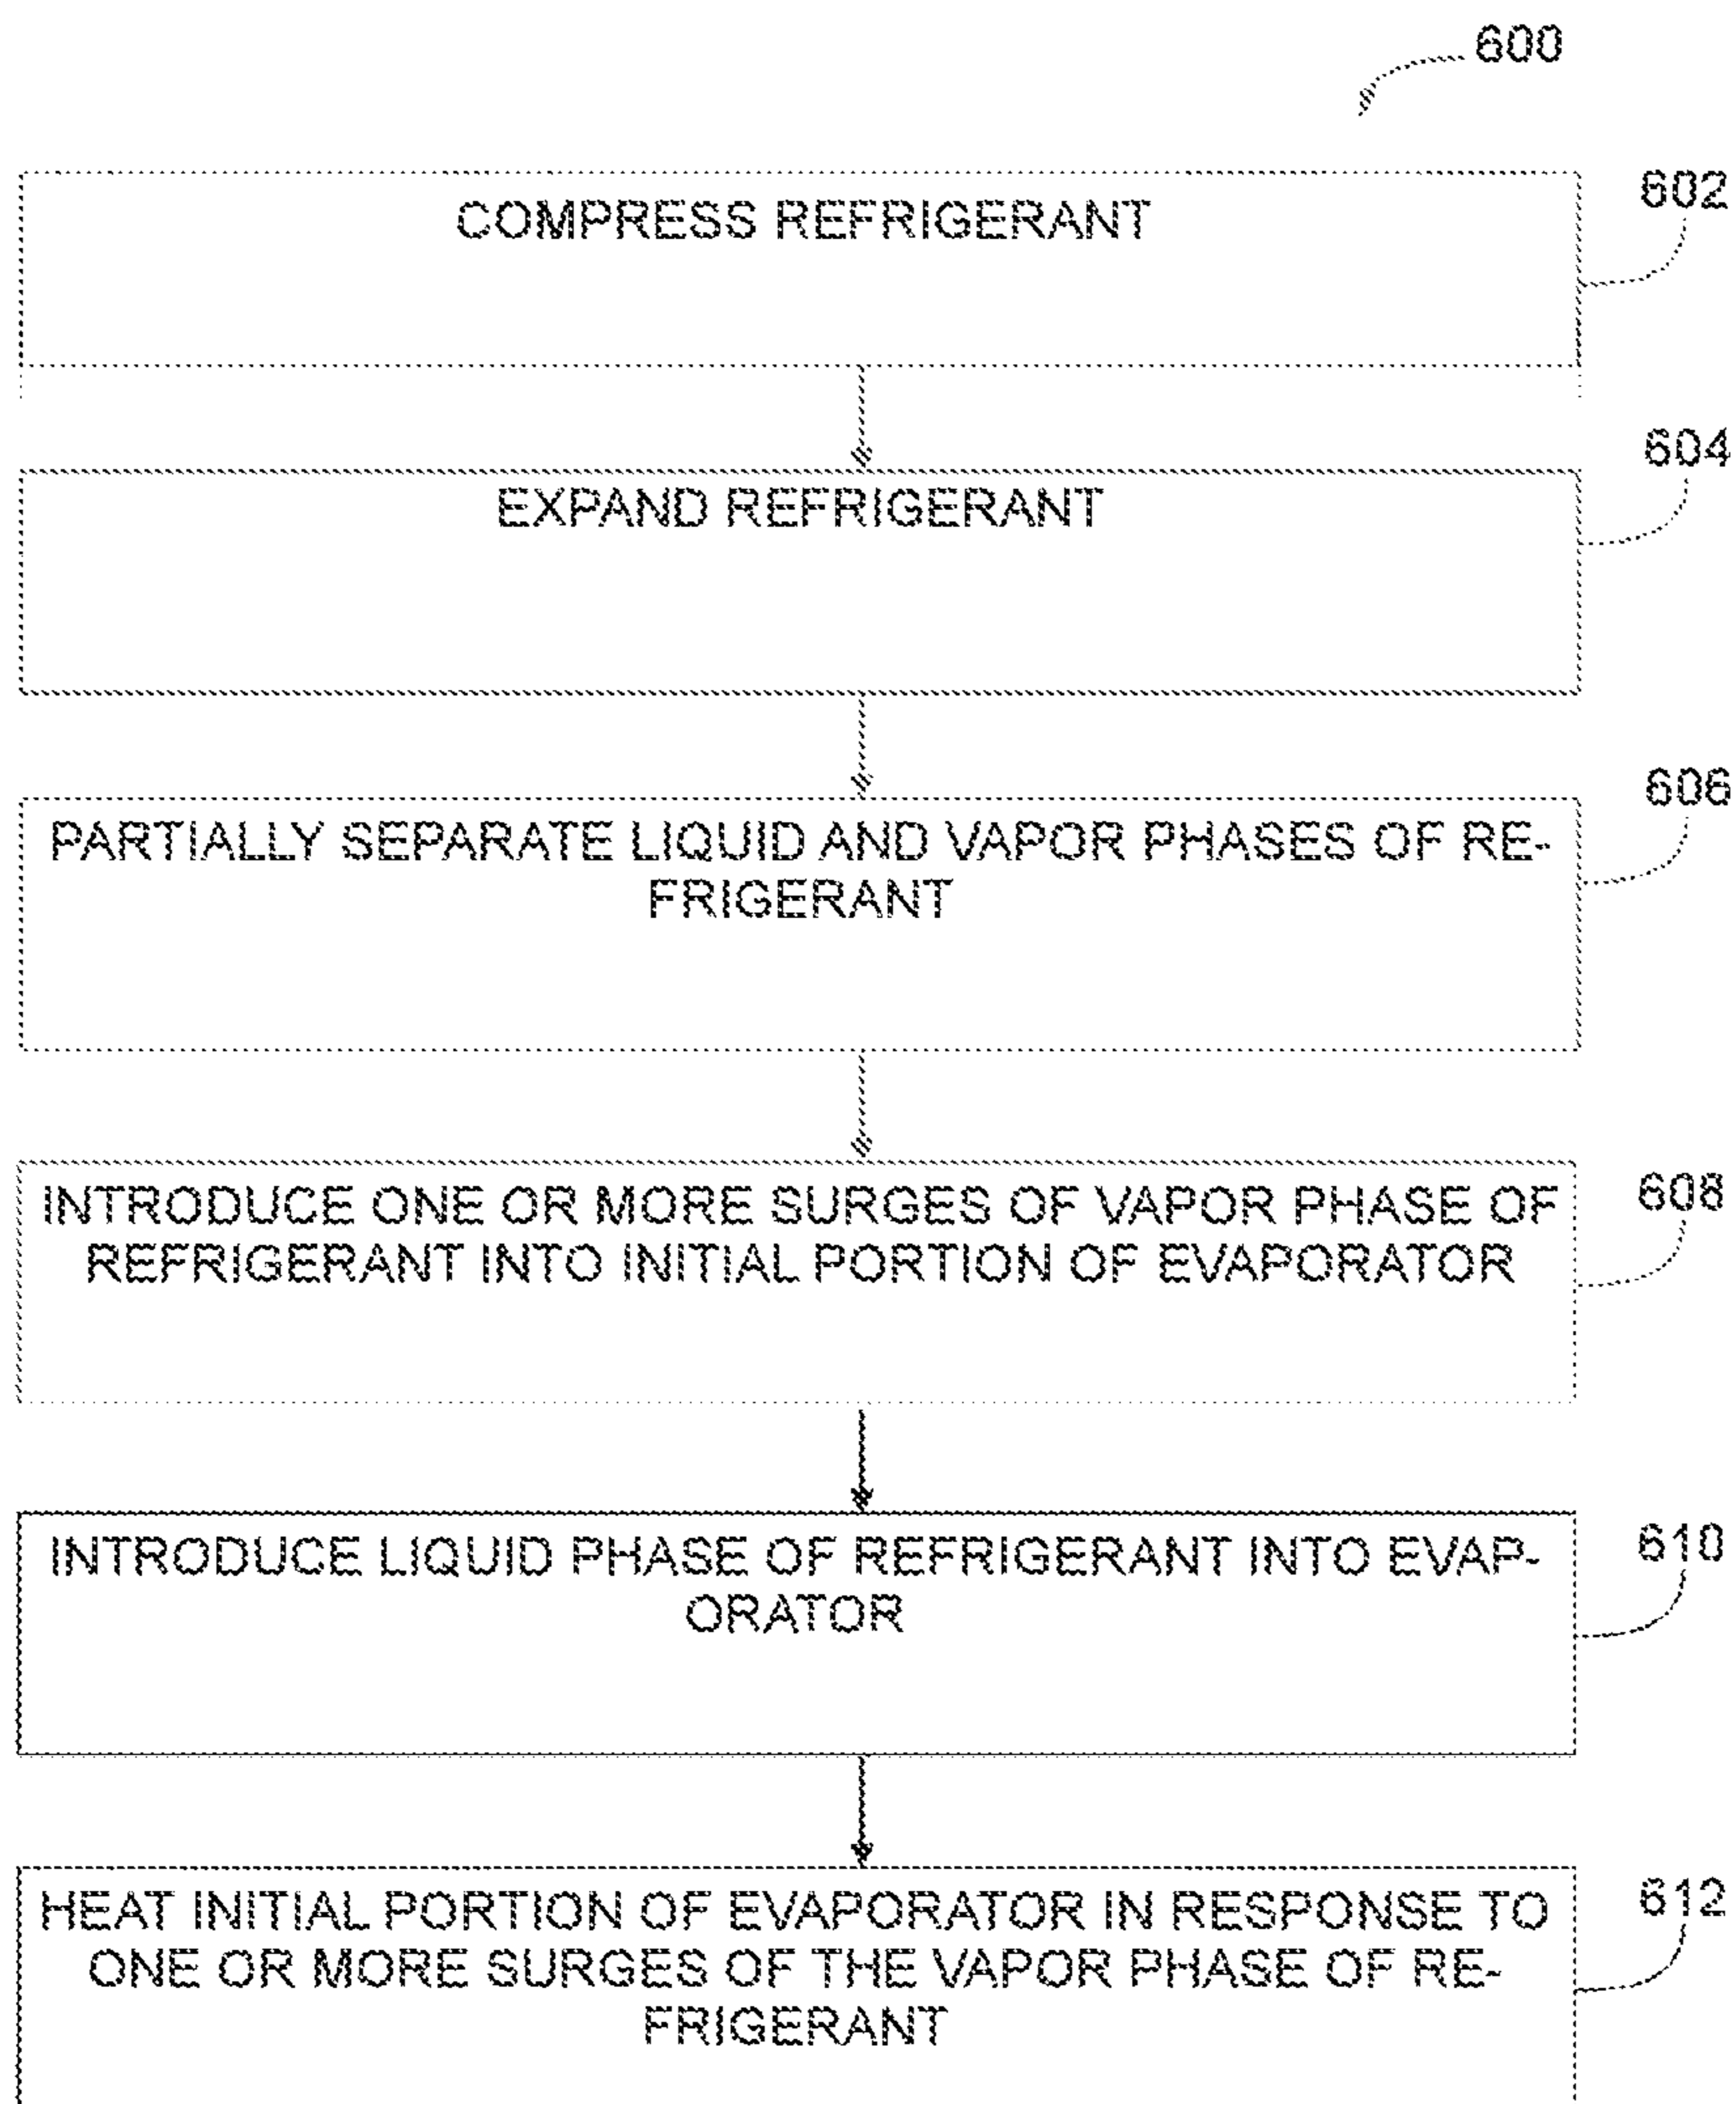 600
COMPRESS REFRIGERANT
602
EXPAND REFRIGERANT
604
PARTIALLY SEPARATE LIQUID AND VAPOR PHASES OF RE-
FRIGERANT
606
INTRODUCE ONE OR MORE SURGES OF VAPOR PHASE OF
REFRIGERANT INTO INITIAL PORTION OF EVAPORATOR
608
INTRODUCE LIQUID PHASE OF REFRIGERANT INTO EVAP-
ORATOR
610
HEAT INITIAL PORTION OF EVAPORATOR IN RESPONSE TO
ONE OR MORE SURGES OF THE VAPOR PHASE OF RE-
FRIGERANT
612